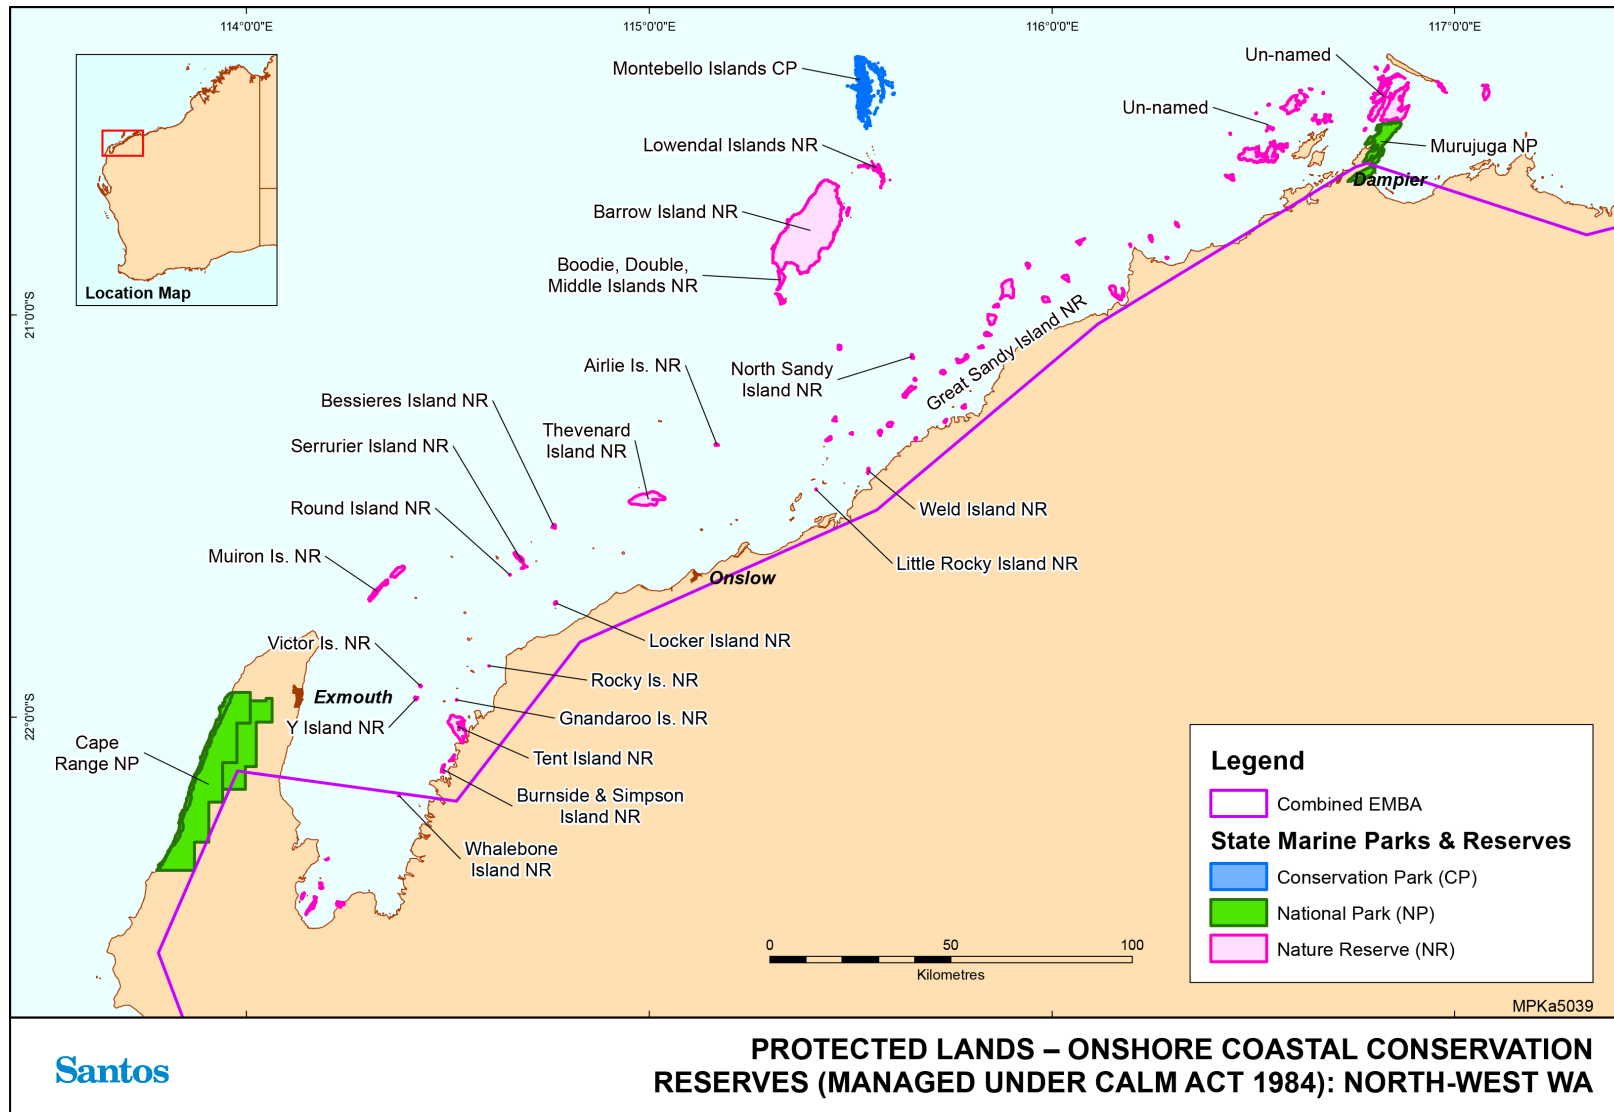 114°0'0"E
115°0'0"E
116°0'0"E
117°0'0"E
21°0'0"S
22°0'0"S
Location Map
Montebello Islands CP
Lowendal Islands NR
Barrow Island NR
Boodie, Double,
Middle Islands NR
Un-named
Un-named
Murujuga NP
Dampier
Great Sandy Island NR
North Sandy
Island NR
Airlie Is. NR
Bessieres Island NR
Thevenard
Island NR
Serrurier Island NR
Round Island NR
Muiron Is. NR
Weld Island NR
Little Rocky Island NR
Onslow
Locker Island NR
Victor Is. NR
Rocky Is. NR
Exmouth
Y Island NR
Gnandaroo Is. NR
Cape
Range NP
Tent Island NR
Burnside & Simpson
Island NR
Whalebone
Island NR
0
50
100
Kilometres
Legend
Combined EMBA
State Marine Parks & Reserves
Conservation Park (CP)
National Park (NP)
Nature Reserve (NR)
MPKa5039
Santos
PROTECTED LANDS – ONSHORE COASTAL CONSERVATION
RESERVES (MANAGED UNDER CALM ACT 1984): NORTH-WEST WA